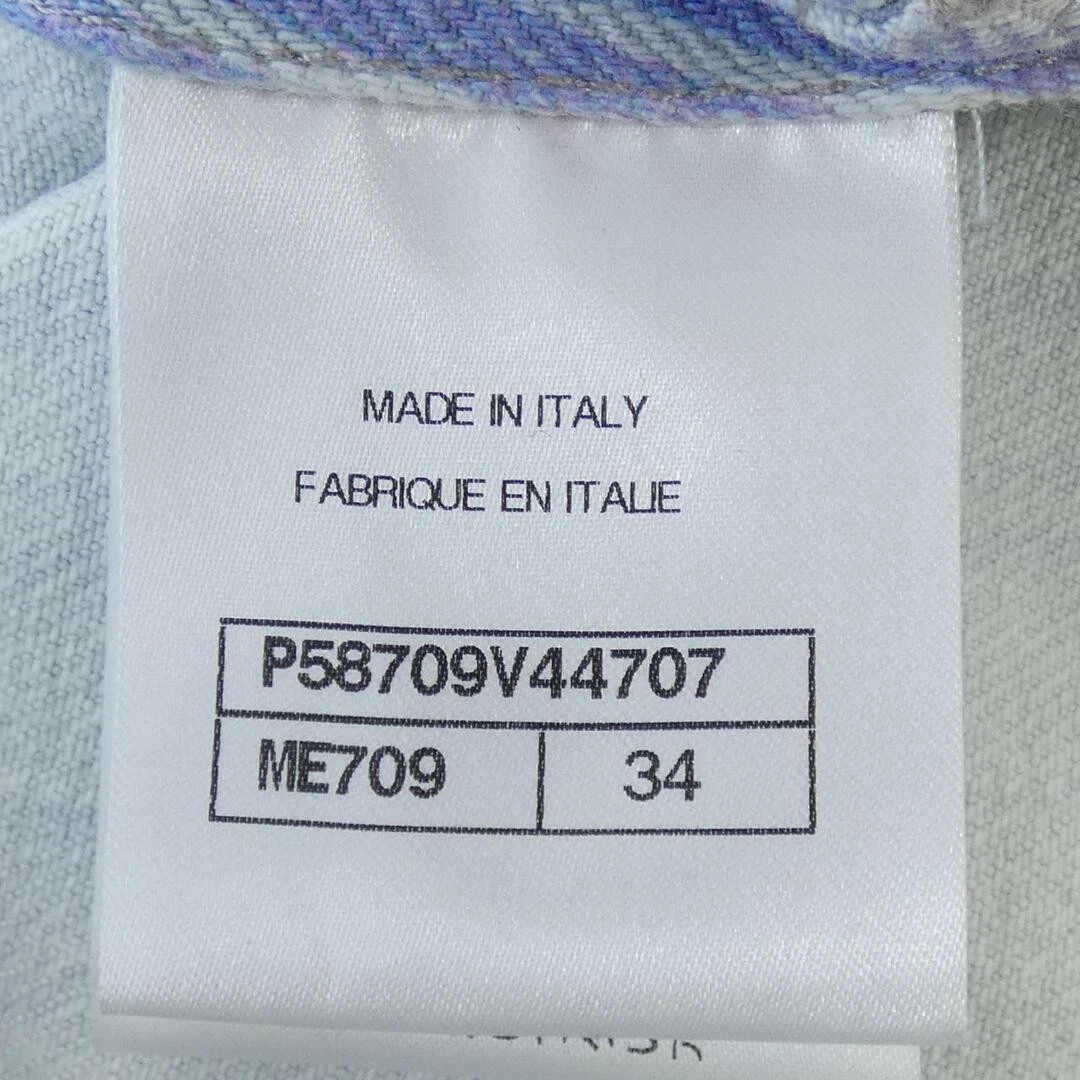 MADE IN ITALY
FABRIQUE EN ITALIE
P58709V44707
ME709 34